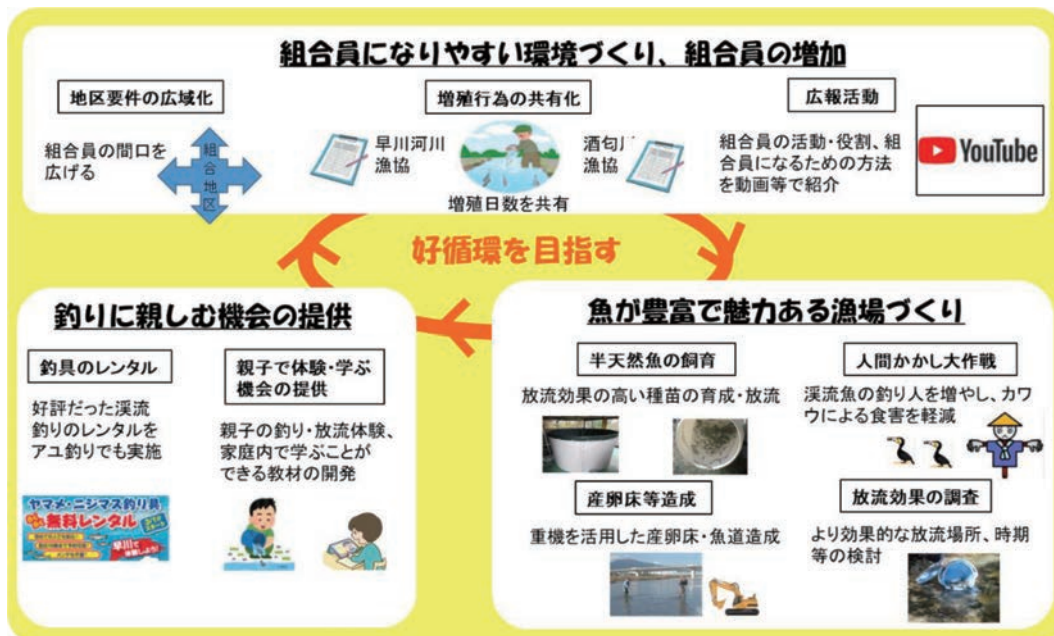 組合員になりやすい環境づくり、組合員の増加
地区要件の広域化
組合員の間口を
広げる
組合地区
増殖行為の共有化
早川河川
漁協
酒匂川
漁協
増殖日数を共有
広報活動
組合員の活動・役割、組
合員になるための方法
を動画等で紹介
YouTube
好循環を目指す
釣りに親しむ機会の提供
釣具のレンタル
好評だった渓流
釣りのレンタルを
アユ釣りでも実施
ヤマメ・ニジマス釣り具
無料レンタル
早川で
親子で体験・学ぶ
機会の提供
親子の釣り・放流体験、
家庭内で学ぶことが
できる教材の開発
魚が豊富で魅力ある漁場づくり
半天然魚の飼育
放流効果の高い種苗の育成・放流
人間かかし大作戦
渓流魚の釣り人を増やし、カワ
ウによる食害を軽減
産卵床等造成
重機を活用した産卵床・魚道造成
放流効果の調査
より効果的な放流場所、時期
等の検討